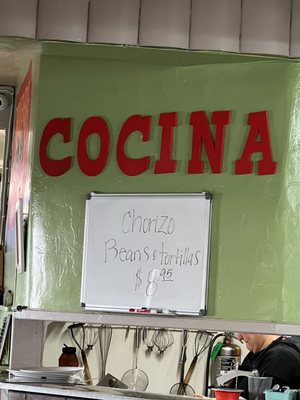 COCINA
Chorizo
Beans & tortillas
$8.95